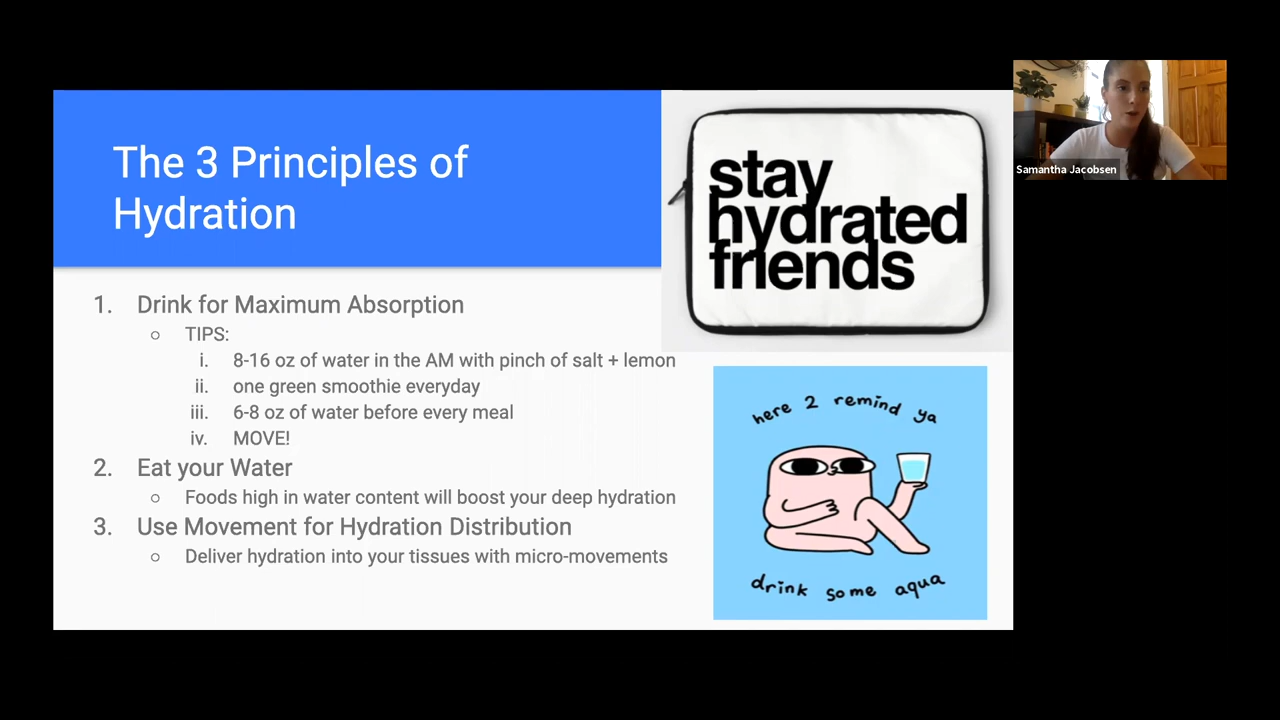 The 3 Principles of
Hydration
1. Drink for Maximum Absorption
○ TIPS:
i. 8-16 oz of water in the AM with pinch of salt + lemon
ii. one green smoothie everyday
iii. 6-8 oz of water before every meal
iv. MOVE!
2. Eat your Water
○ Foods high in water content will boost your deep hydration
3. Use Movement for Hydration Distribution
○ Deliver hydration into your tissues with micro-movements
stay
hydrated
friends
here 2 remind ya
drink some aqua
Samantha Jacobsen